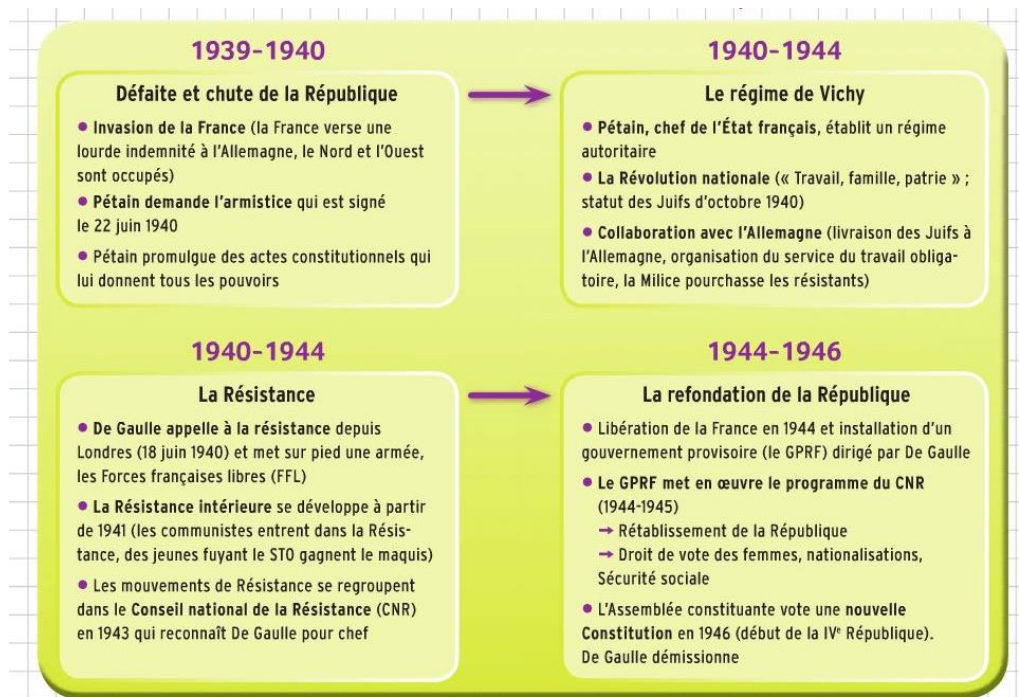 1939-1940
Défaite et chute de la République
● Invasion de la France (la France verse une
lourde indemnité à l'Allemagne, le Nord et l'Ouest
sont occupés)
● Pétain demande l'armistice qui est signé
le 22 juin 1940
● Pétain promulgue des actes constitutionnels qui
lui donnent tous les pouvoirs
1940-1944
Le régime de Vichy
● Pétain, chef de l'État français, établit un régime
autoritaire
● La Révolution nationale (« Travail, famille, patrie » ;
statut des Juifs d'octobre 1940)
● Collaboration avec l'Allemagne (livraison des Juifs à
l'Allemagne, organisation du service du travail obliga-
toire, la Milice pourchasse les résistants)
1940-1944
La Résistance
● De Gaulle appelle à la résistance depuis
Londres (18 juin 1940) et met sur pied une armée,
les Forces françaises libres (FFL)
● La Résistance intérieure se développe à partir
de 1941 (les communistes entrent dans la Résis-
tance, des jeunes fuyant le STO gagnent le maquis)
● Les mouvements de Résistance se regroupent
dans le Conseil national de la Résistance (CNR)
en 1943 qui reconnaît De Gaulle pour chef
1944-1946
La refondation de la République
● Libération de la France en 1944 et installation d'un
gouvernement provisoire (le GPRF) dirigé par De Gaulle
● Le GPRF met en œuvre le programme du CNR
(1944-1945)
→ Rétablissement de la République
→ Droit de vote des femmes, nationalisations,
Sécurité sociale
● L'Assemblée constituante vote une nouvelle
Constitution en 1946 (début de la IVe République).
De Gaulle démissionne